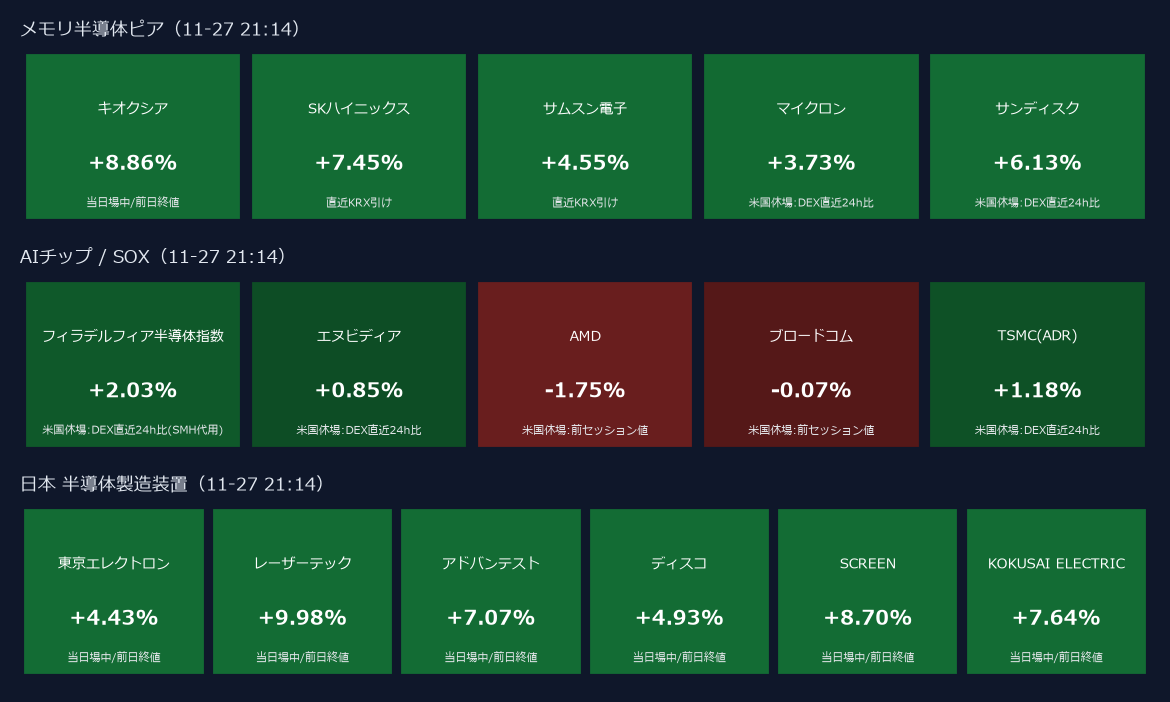 メモリ半導体ピア（11-27 21:14）
キオクシア
+8.86%
当日場中/前日終値
SKハイニックス
+7.45%
直近KRX引け
サムスン電子
+4.55%
直近KRX引け
マイクロン
+3.73%
米国休場:DEX直近24h比
サンディスク
+6.13%
米国休場:DEX直近24h比
AIチップ / SOX（11-27 21:14）
フィラデルフィア半導体指数
+2.03%
米国休場:DEX直近24h比(SMH代用)
エヌビディア
+0.85%
米国休場:DEX直近24h比
AMD
-1.75%
米国休場:前セッション値
ブロードコム
-0.07%
米国休場:前セッション値
TSMC(ADR)
+1.18%
米国休場:DEX直近24h比
日本 半導体製造装置（11-27 21:14）
東京エレクトロン
+4.43%
当日場中/前日終値
レーザーテック
+9.98%
当日場中/前日終値
アドバンテスト
+7.07%
当日場中/前日終値
ディスコ
+4.93%
当日場中/前日終値
SCREEN
+8.70%
当日場中/前日終値
KOKUSAI ELECTRIC
+7.64%
当日場中/前日終値